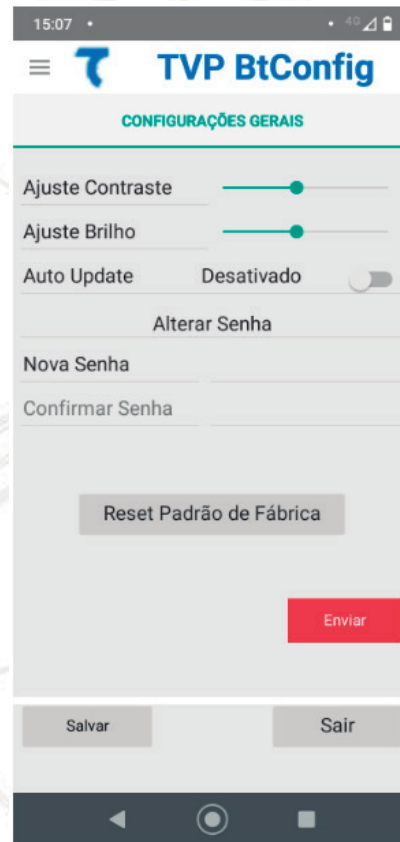 15:07
4G
TVP BtConfig
CONFIGURAÇÕES GERAIS
Ajuste Contraste
Ajuste Brilho
Auto Update Desativado
Alterar Senha
Nova Senha
Confirmar Senha
Reset Padrão de Fábrica
Enviar
Salvar Sair